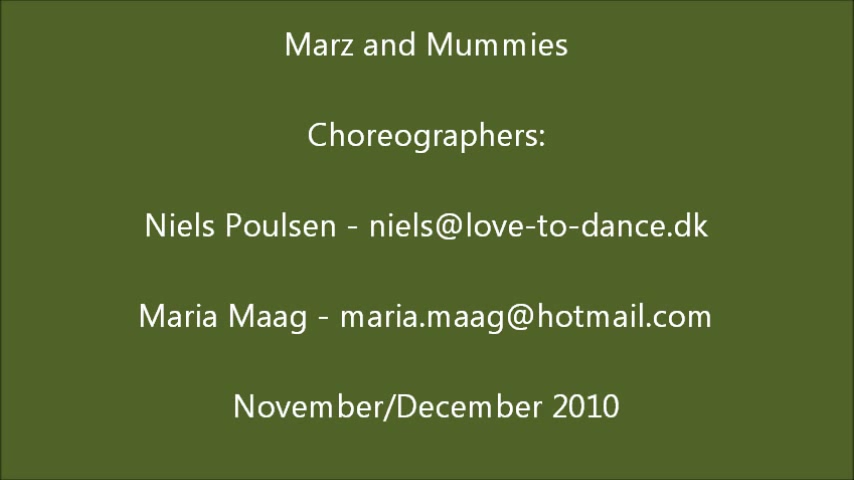 Marz and Mummies
Choreographers:
Niels Poulsen - niels@love-to-dance.dk
Maria Maag - maria.maag@hotmail.com
November/December 2010